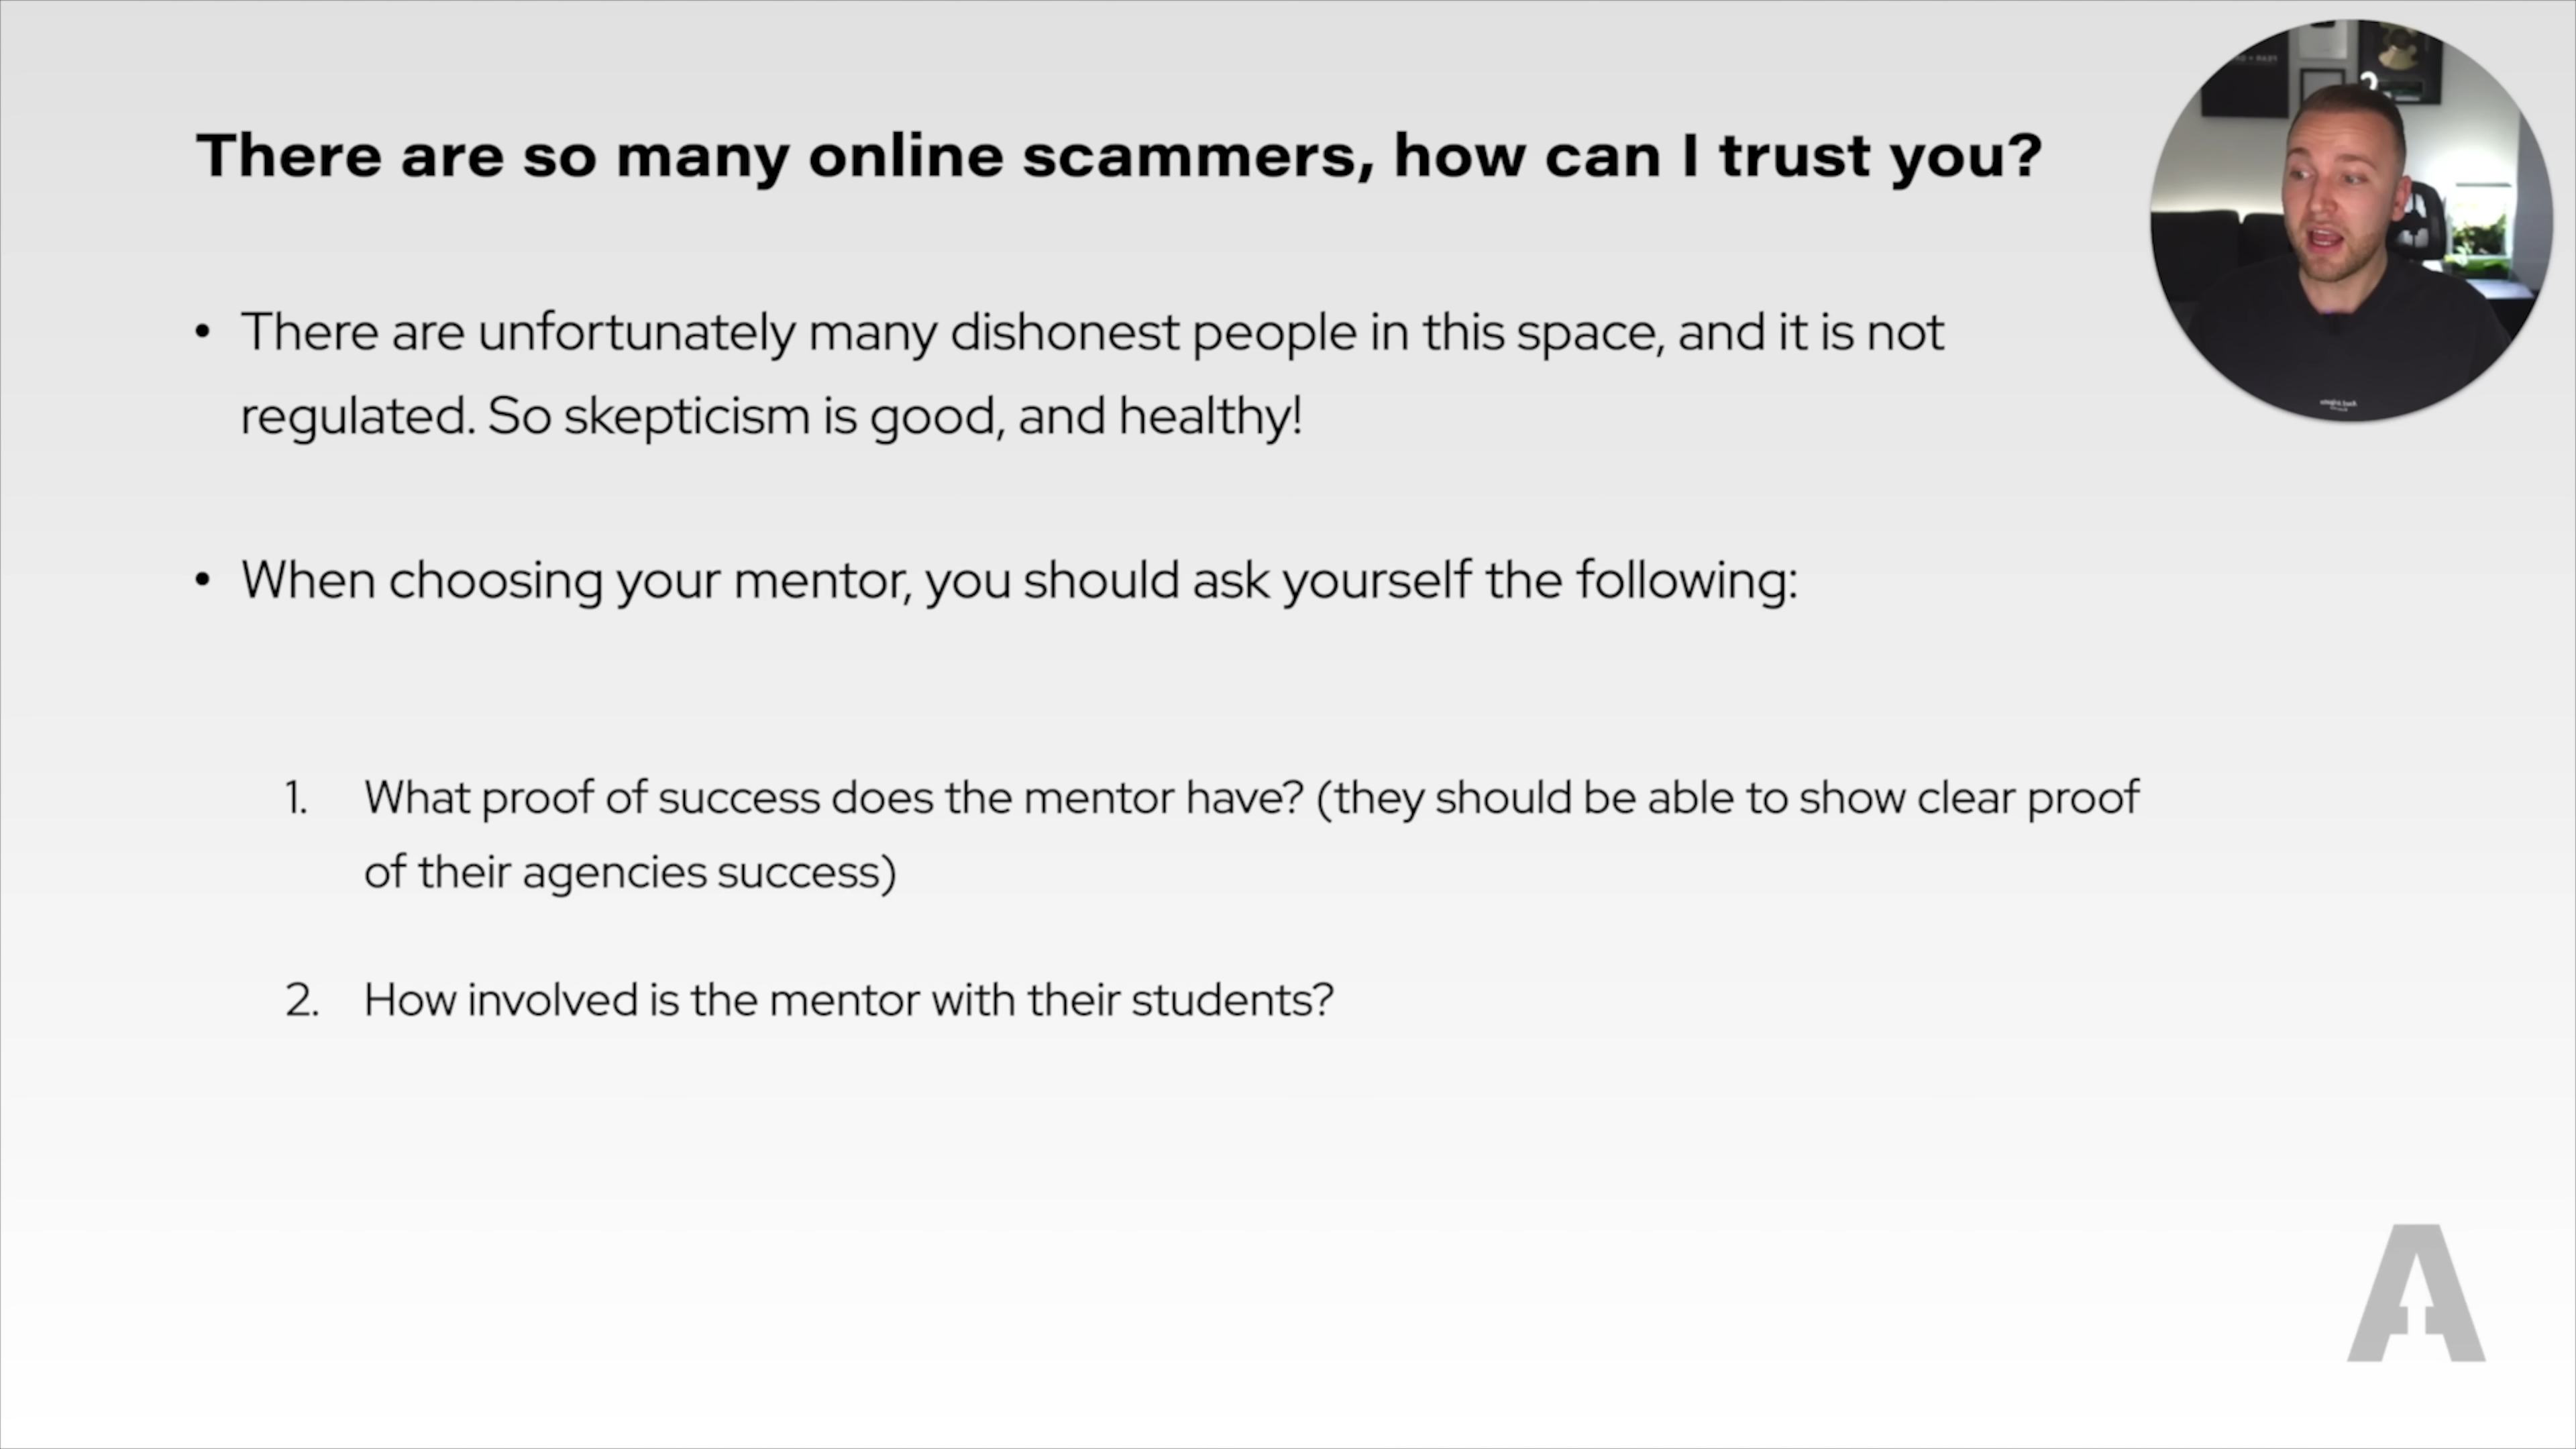 There are so many online scammers, how can I trust you?
• There are unfortunately many dishonest people in this space, and it is not
regulated. So skepticism is good, and healthy!
• When choosing your mentor, you should ask yourself the following:
1. What proof of success does the mentor have? (they should be able to show clear proof
of their agencies success)
2. How involved is the mentor with their students?
A